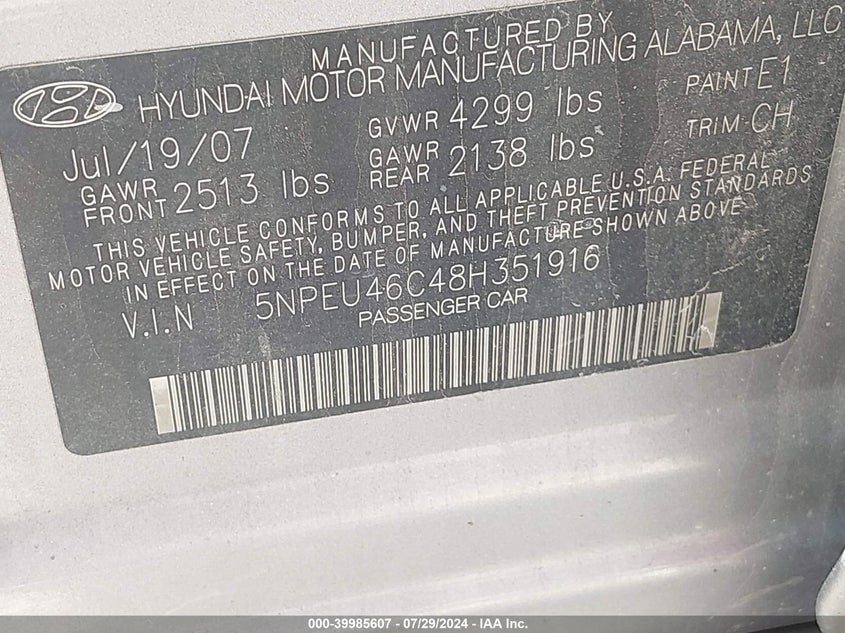 MANUFACTURED BY
HYUNDAI MOTOR MANUFACTURING ALABAMA, LLC
Jul/19/07 GVWR 4299 lbs PAINT E1
GAWR FRONT 2513 lbs GAWR REAR 2138 lbs TRIM CH
THIS VEHICLE CONFORMS TO ALL APPLICABLE U.S.A. FEDERAL
MOTOR VEHICLE SAFETY, BUMPER, AND THEFT PREVENTION STANDARDS
IN EFFECT ON THE DATE OF MANUFACTURE SHOWN ABOVE
V.I.N 5NPEU46C48H351916
PASSENGER CAR
000-39985607 / 07/29/2024 - IAA Inc.